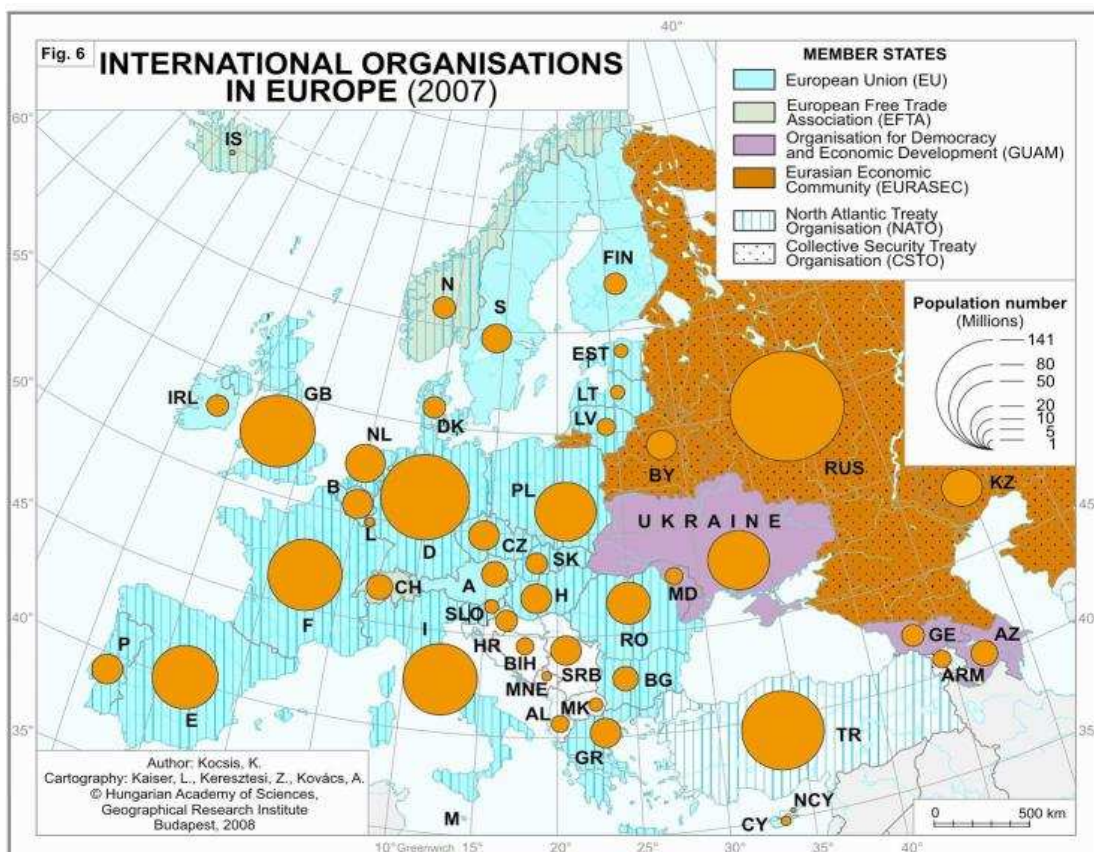 Fig. 6
INTERNATIONAL ORGANISATIONS
IN EUROPE (2007)
40°
MEMBER STATES
European Union (EU)
European Free Trade
Association (EFTA)
Organisation for Democracy
and Economic Development (GUAM)
Eurasian Economic
Community (EURASEC)
North Atlantic Treaty
Organisation (NATO)
Collective Security Treaty
Organisation (CSTO)
Population number
(Millions)
141
80
50
20
10
5
1
60°
55°
50°
45°
40°
35°
IS
N
S
FIN
EST
LT
LV
IRL
GB
DK
NL
B
L
D
PL
BY
RUS
KZ
45°
UKRAINE
CZ
SK
A
H
MD
CH
F
SLO
HR
I
BIH
SRB
RO
MNE
BG
AL
MK
GR
P
E
GE
AZ
ARM
40°
TR
35°
NCY
CY
M
Author: Kocsis, K.
Cartography: Kaiser, L., Keresztesi, Z., Kovács, A.
© Hungarian Academy of Sciences,
Geographical Research Institute
Budapest, 2008
0 500 km
10° Greenwich 15° 20° 25° 30° 35° 40°